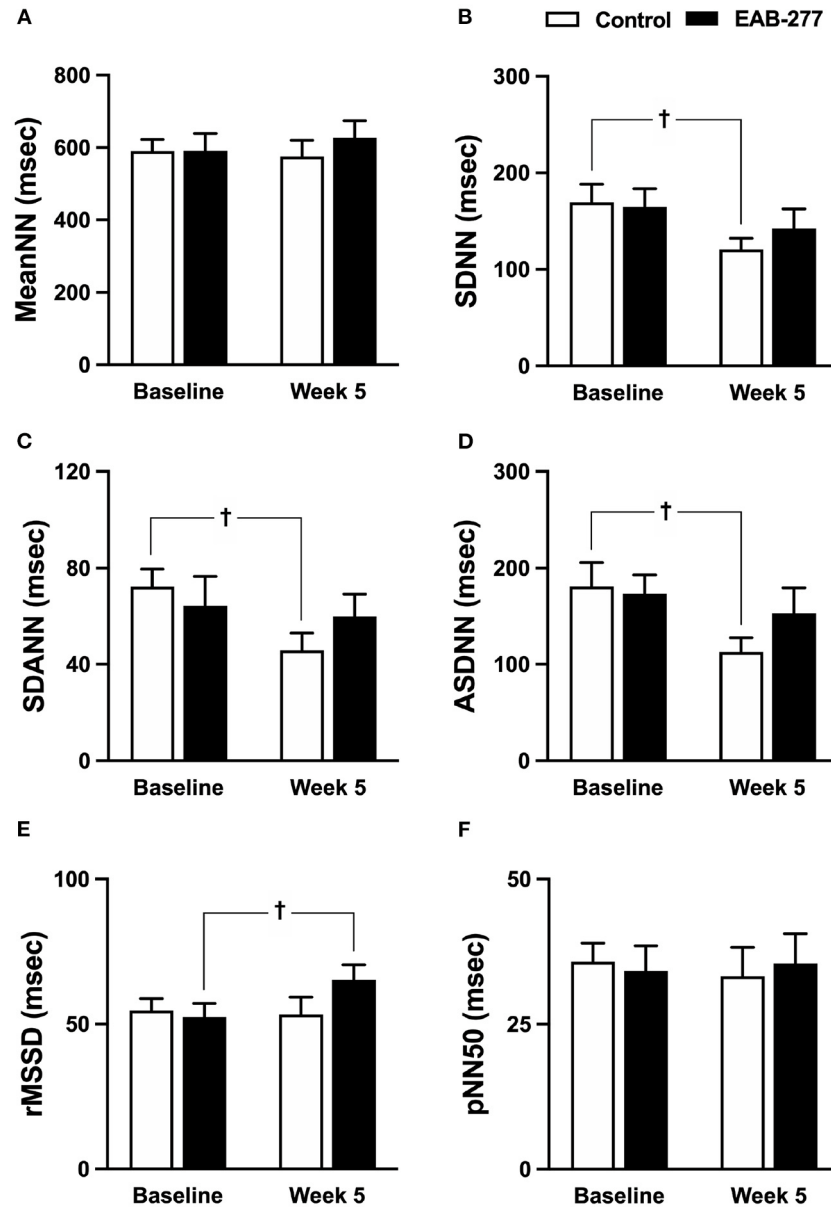 A
B
Control EAB-277
MeanNN (msec)
800
600
400
200
0
Baseline Week 5
SDNN (msec)
300
200
100
0
†
Baseline Week 5
C
D
SDANN (msec)
120
80
40
0
†
Baseline Week 5
ASDNN (msec)
300
200
100
0
†
Baseline Week 5
E
F
rMSSD (msec)
100
50
0
†
Baseline Week 5
pNN50 (msec)
50
25
0
Baseline Week 5